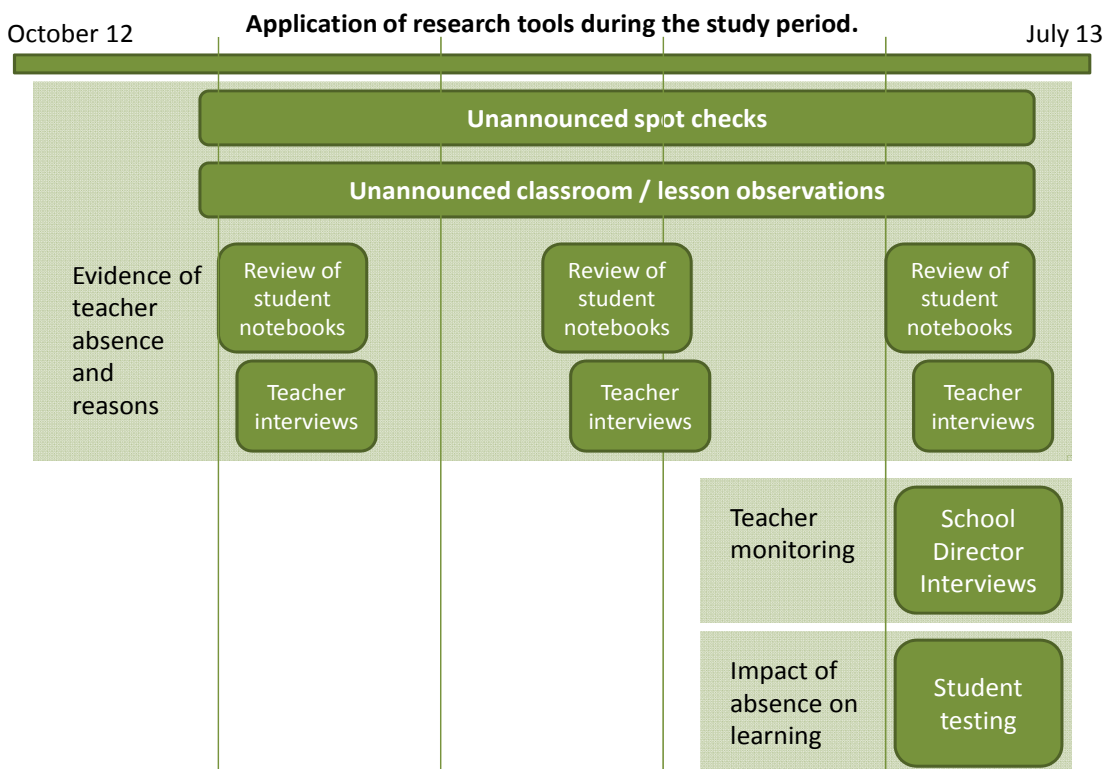 Application of research tools during the study period.
October 12
July 13
Unannounced spot checks
Unannounced classroom / lesson observations
Evidence of
teacher
absence
and
reasons
Review of
student
notebooks
Review of
student
notebooks
Review of
student
notebooks
Teacher
interviews
Teacher
interviews
Teacher
interviews
Teacher
monitoring
School
Director
Interviews
Impact of
absence on
learning
Student
testing